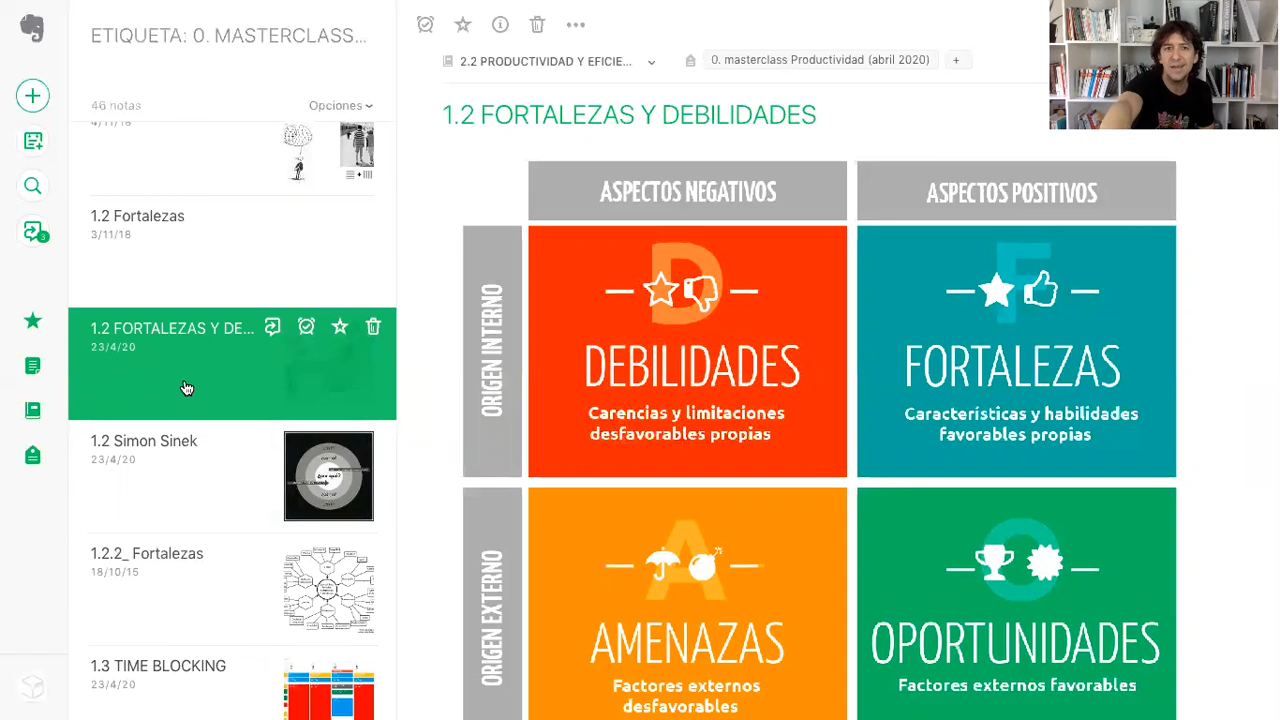 ETIQUETA: 0. MASTERCLASS...
46 notas
Opciones
4/11/18
1.2 Fortalezas
3/11/18
1.2 FORTALEZAS Y DE...
23/4/20
1.2 Simon Sinek
23/4/20
1.2.2_ Fortalezas
18/10/15
1.3 TIME BLOCKING
23/4/20
3
2.2 PRODUCTIVIDAD Y EFICIE...
0. masterclass Productividad (abril 2020)
+
1.2 FORTALEZAS Y DEBILIDADES
ASPECTOS NEGATIVOS
ASPECTOS POSITIVOS
ORIGEN INTERNO
D
DEBILIDADES
Carencias y limitaciones
desfavorables propias
F
FORTALEZAS
Características y habilidades
favorables propias
ORIGEN EXTERNO
A
AMENAZAS
Factores externos
desfavorables
O
OPORTUNIDADES
Factores externos favorables